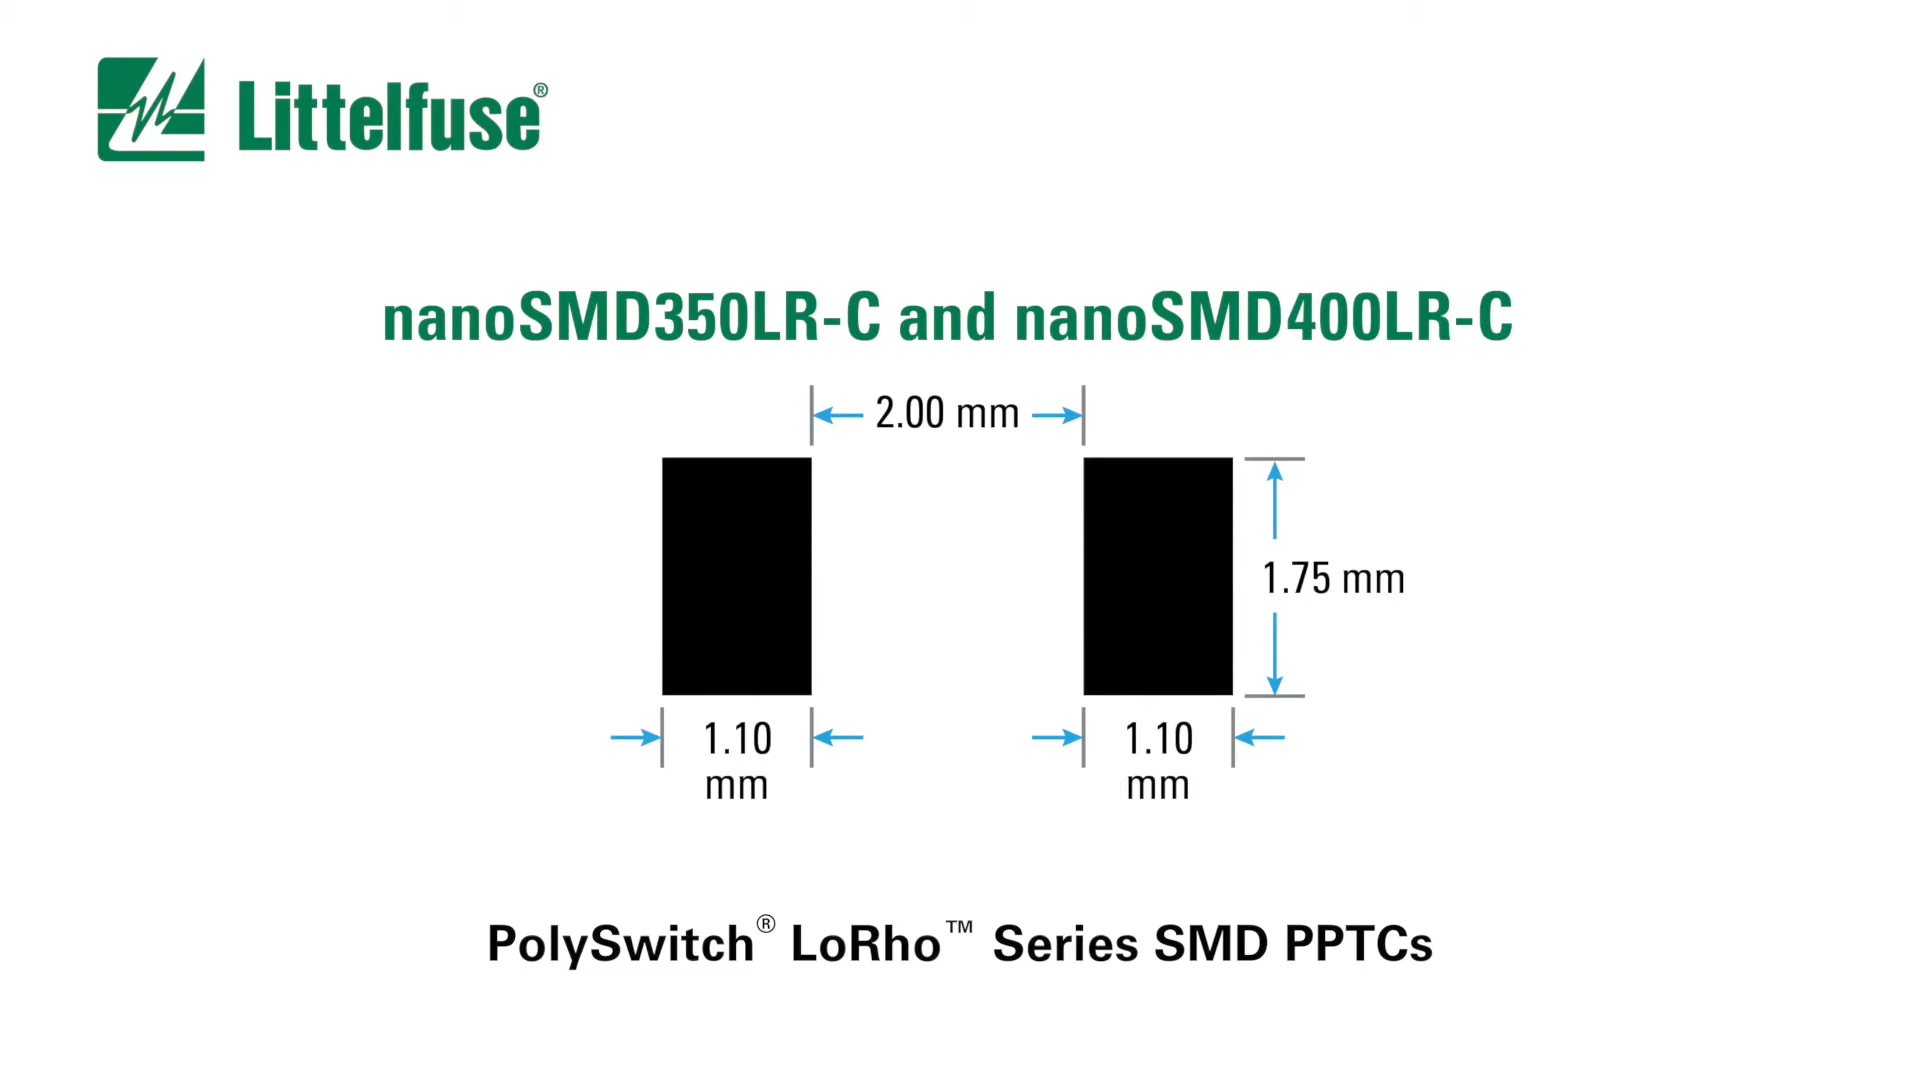 Littelfuse®
nanoSMD350LR-C and nanoSMD400LR-C
2.00 mm
1.75 mm
1.10
mm
1.10
mm
PolySwitch® LoRho™ Series SMD PPTCs